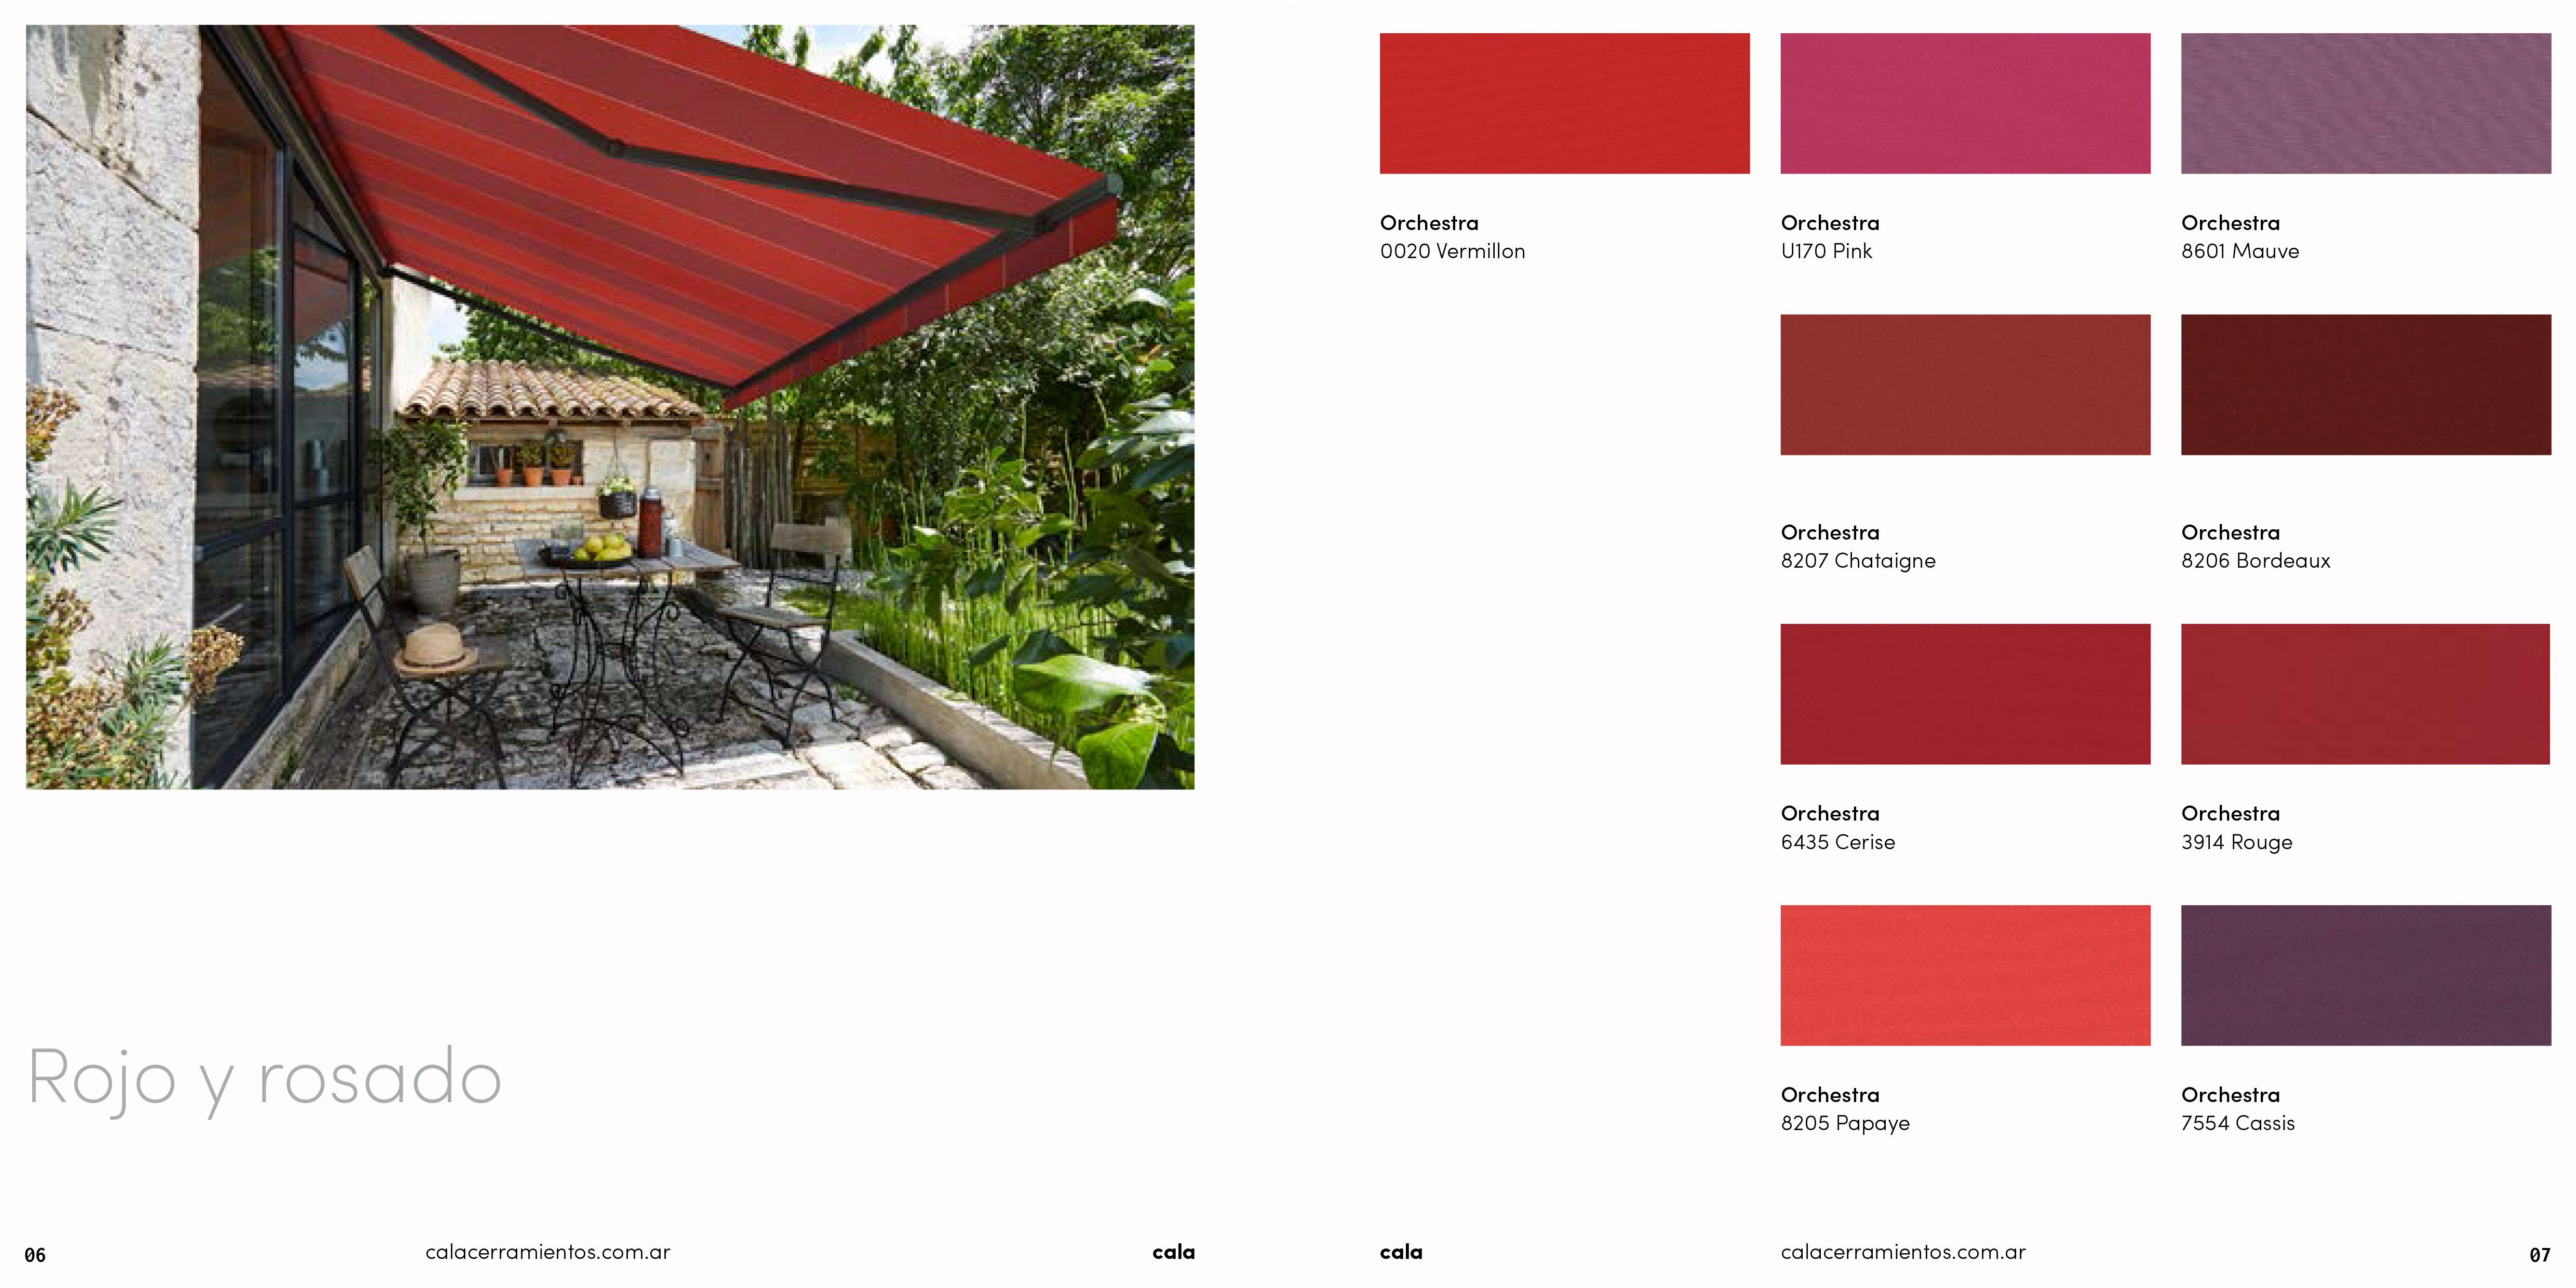 Rojo y rosado
06
calacerramientos.com.ar
cala
Orchestra
0020 Vermillon
Orchestra
U170 Pink
Orchestra
8601 Mauve
Orchestra
8207 Chataigne
Orchestra
8206 Bordeaux
Orchestra
6435 Cerise
Orchestra
3914 Rouge
Orchestra
8205 Papaye
Orchestra
7554 Cassis
cala
calacerramientos.com.ar
07